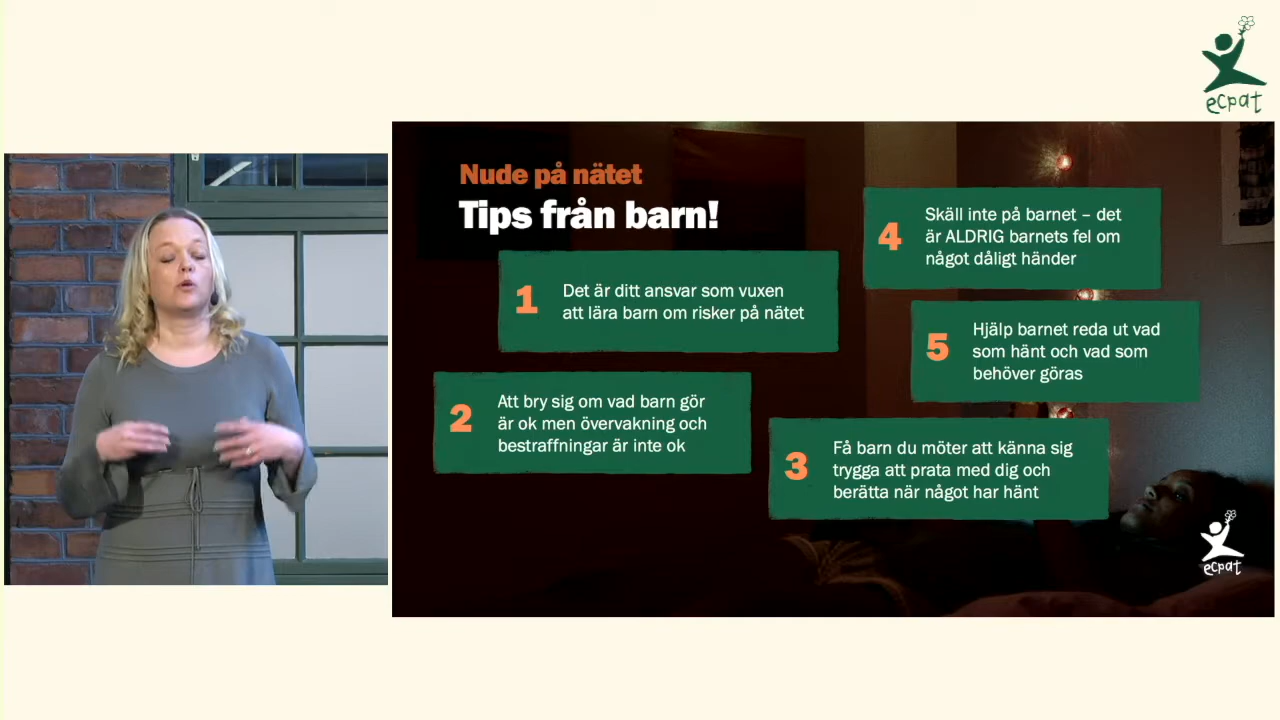 ecpat
Nude på nätet
Tips från barn!
1
Det är ditt ansvar som vuxen
att lära barn om risker på nätet
2
Att bry sig om vad barn gör
är ok men övervakning och
bestraffningar är inte ok
3
Få barn du möter att känna sig
trygga att prata med dig och
berätta när något har hänt
4
Skäll inte på barnet – det
är ALDRIG barnets fel om
något dåligt händer
5
Hjälp barnet reda ut vad
som hänt och vad som
behöver göras
ecpat